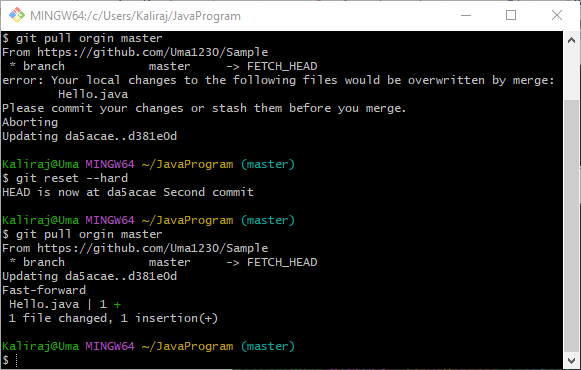 MINGW64:/c/Users/Kaliraj/JavaProgram
$ git pull orgin master
From https://github.com/Uma1230/Sample
 * branch            master     -> FETCH_HEAD
error: Your local changes to the following files would be overwritten by merge:
        Hello.java
Please commit your changes or stash them before you merge.
Aborting
Updating da5acae..d381e0d
Kaliraj@Uma MINGW64 ~/JavaProgram (master)
$ git reset --hard
HEAD is now at da5acae Second commit
Kaliraj@Uma MINGW64 ~/JavaProgram (master)
$ git pull orgin master
From https://github.com/Uma1230/Sample
 * branch            master     -> FETCH_HEAD
Updating da5acae..d381e0d
Fast-forward
 Hello.java | 1 +
 1 file changed, 1 insertion(+)
Kaliraj@Uma MINGW64 ~/JavaProgram (master)
$